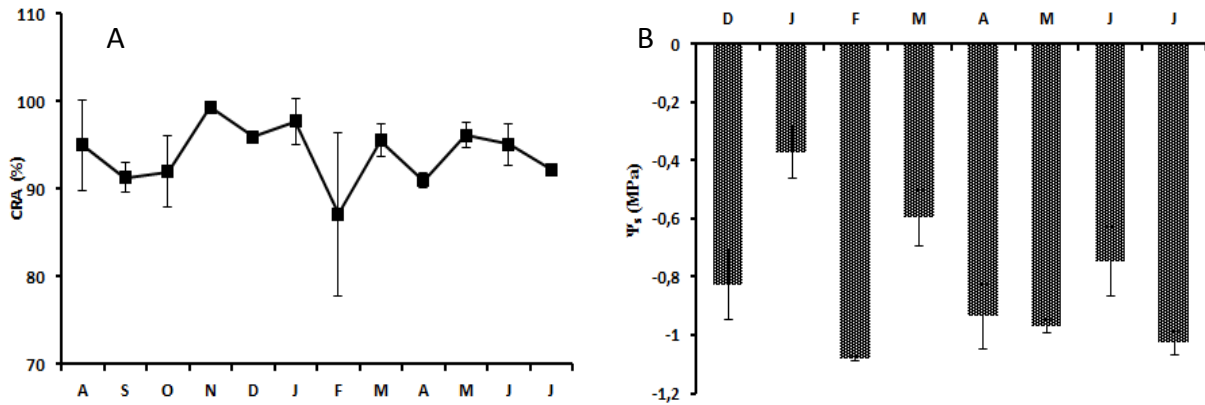 A
110
100
90
80
70
CRA (%)
A S O N D J F M A M J J
B
D J F M A M J J
0
-0,2
-0,4
-0,6
-0,8
-1
-1,2
Ψs (MPa)